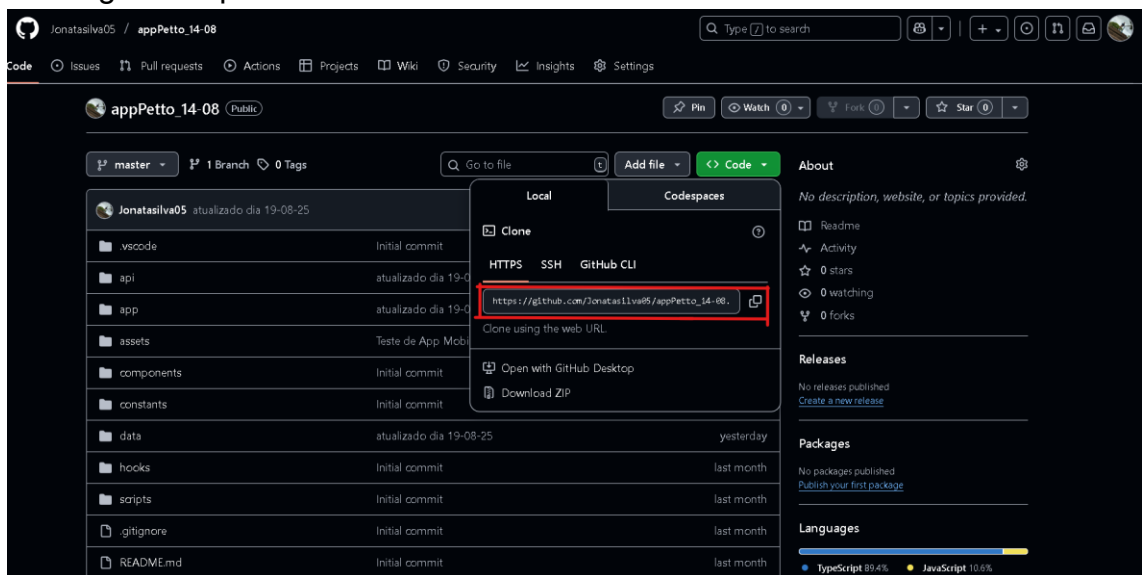 Jonatasilva05 / appPetto_14-08
Type / to search
Code Issues Pull requests Actions Projects Wiki Security Insights Settings
appPetto_14-08 Public
Pin Watch 0 Fork 0 Star 0
master 1 Branch 0 Tags
Go to file t Add file <> Code
About
No description, website, or topics provided.
Readme
Activity
0 stars
0 watching
0 forks
Jonatasilva05 atualizado dia 19-08-25
Local Codespaces
Clone
HTTPS SSH GitHub CLI
https://github.com/Jonatasilva05/appPetto_14-08.
Clone using the web URL.
Open with GitHub Desktop
Download ZIP
.vscode Initial commit
api atualizado dia 19-0
app atualizado dia 19-0
assets Teste de App Mobi
components Initial commit
constants Initial commit
data atualizado dia 19-08-25 yesterday
hooks Initial commit last month
scripts Initial commit last month
.gitignore Initial commit last month
README.md Initial commit last month
Releases
No releases published
Create a new release
Packages
No packages published
Publish your first package
Languages
TypeScript 89.4% JavaScript 10.6%